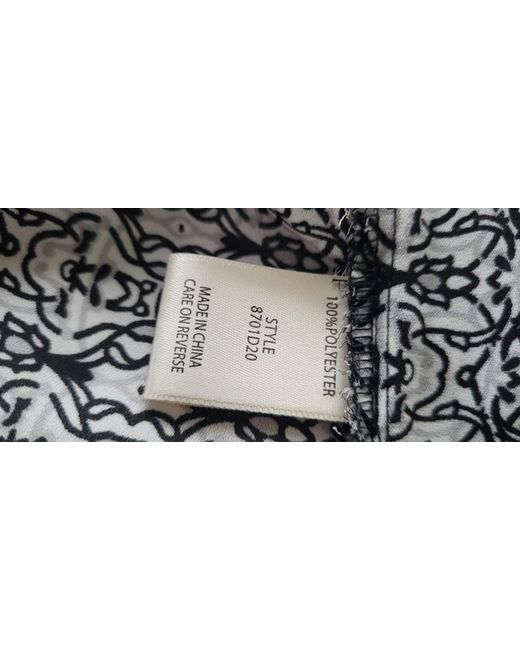 100%POLYESTER
STYLE
8701D20
MADE IN CHINA
CARE ON REVERSE